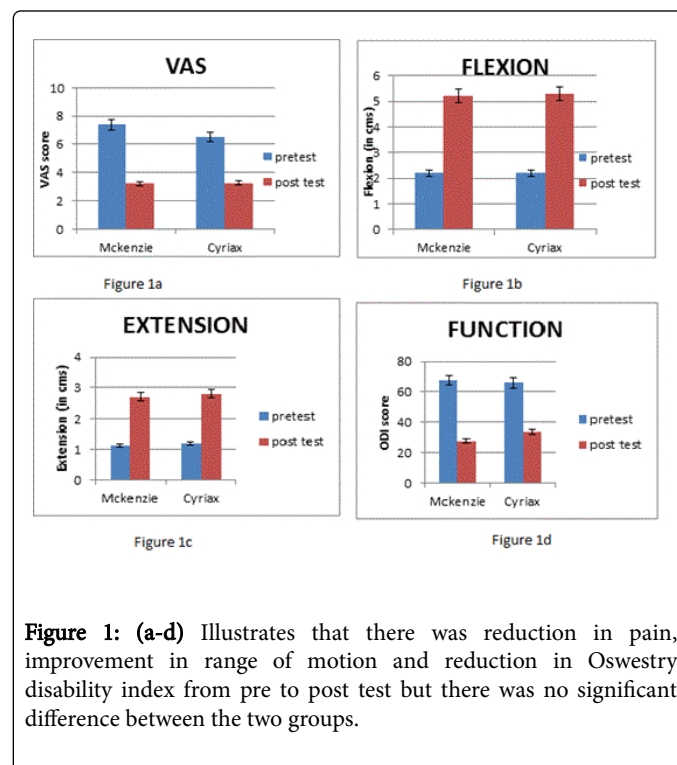 VAS
10
8
6
4
2
0
VAS score
Mckenzie Cyriax
pretest
post test
Figure 1a
FLEXION
6
5
4
3
2
1
0
Flexion (in cms)
Mckenzie Cyriax
pretest
post test
Figure 1b
EXTENSION
4
3
2
1
0
Extension (in cms)
Mckenzie Cyriax
pretest
post test
Figure 1c
FUNCTION
80
60
40
20
0
ODI score
Mckenzie Cyriax
pretest
post test
Figure 1d
Figure 1: (a-d) Illustrates that there was reduction in pain,
improvement in range of motion and reduction in Oswestry
disability index from pre to post test but there was no significant
difference between the two groups.